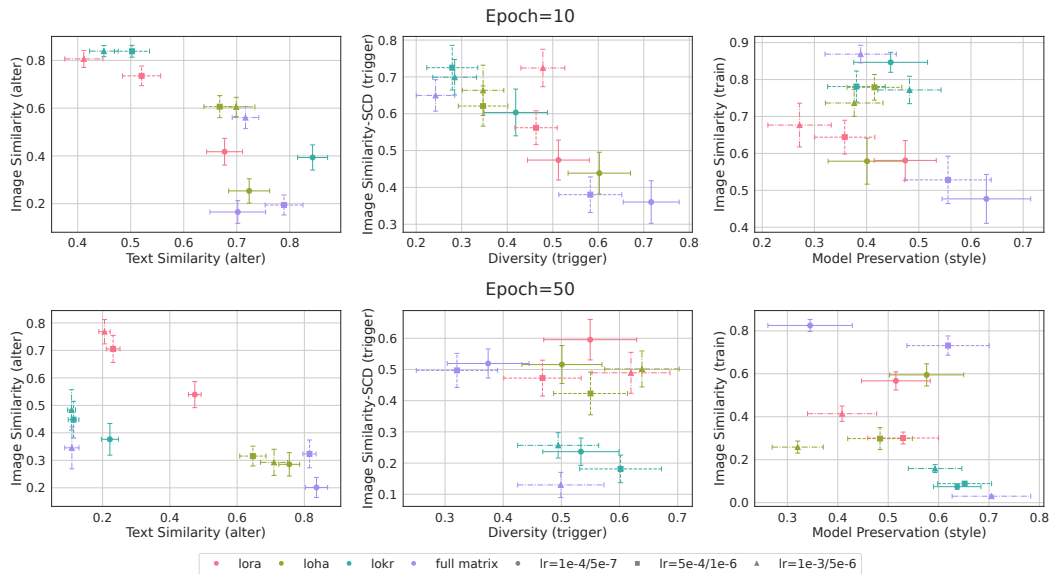 Epoch=10
Image Similarity (alter)
0.8
0.6
0.4
0.2
0.4 0.5 0.6 0.7 0.8
Text Similarity (alter)
Image Similarity-SCD (trigger)
0.8
0.7
0.6
0.5
0.4
0.3
0.2 0.3 0.4 0.5 0.6 0.7 0.8
Diversity (trigger)
Image Similarity (train)
0.9
0.8
0.7
0.6
0.5
0.4
0.2 0.3 0.4 0.5 0.6 0.7
Model Preservation (style)
Epoch=50
Image Similarity (alter)
0.8
0.7
0.6
0.5
0.4
0.3
0.2
0.2 0.4 0.6 0.8
Text Similarity (alter)
Image Similarity-SCD (trigger)
0.6
0.5
0.4
0.3
0.2
0.1
0.3 0.4 0.5 0.6 0.7
Diversity (trigger)
Image Similarity (train)
0.8
0.6
0.4
0.2
0.0
0.3 0.4 0.5 0.6 0.7
Model Preservation (style)
lora loha lokr full matrix lr=1e-4/5e-7 lr=5e-4/1e-6 lr=1e-3/5e-6